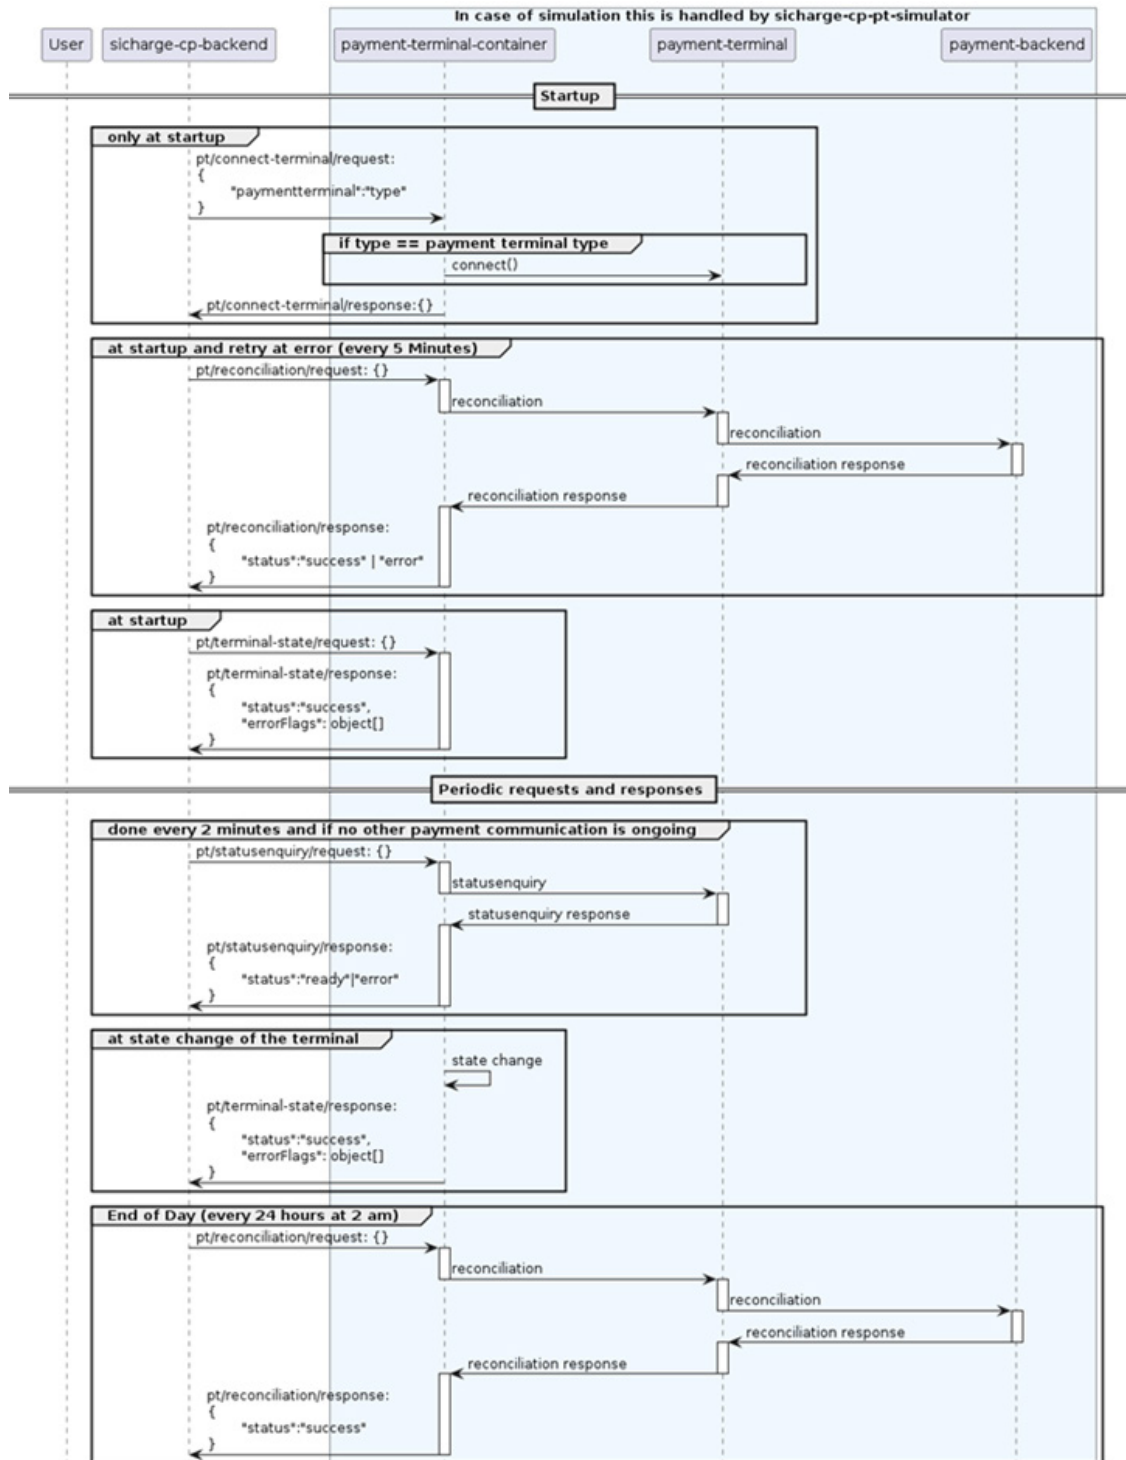 In case of simulation this is handled by sicharge-cp-pt-simulator
User
sicharge-cp-backend
payment-terminal-container
payment-terminal
payment-backend
Startup
only at startup
pt/connect-terminal/request:
{
"paymentterminal":"type"
}
if type == payment terminal type
connect()
pt/connect-terminal/response:{}
at startup and retry at error (every 5 Minutes)
pt/reconciliation/request: {}
reconciliation
reconciliation
reconciliation response
reconciliation response
pt/reconciliation/response:
{
"status":"success" | "error"
}
at startup
pt/terminal-state/request: {}
pt/terminal-state/response:
{
"status":"success",
"errorFlags": object[]
}
Periodic requests and responses
done every 2 minutes and if no other payment communication is ongoing
pt/statusenquiry/request: {}
statusenquiry
statusenquiry response
pt/statusenquiry/response:
{
"status":"ready"|"error"
}
at state change of the terminal
state change
pt/terminal-state/response:
{
"status":"success",
"errorFlags": object[]
}
End of Day (every 24 hours at 2 am)
pt/reconciliation/request: {}
reconciliation
reconciliation
reconciliation response
reconciliation response
pt/reconciliation/response:
{
"status":"success"
}